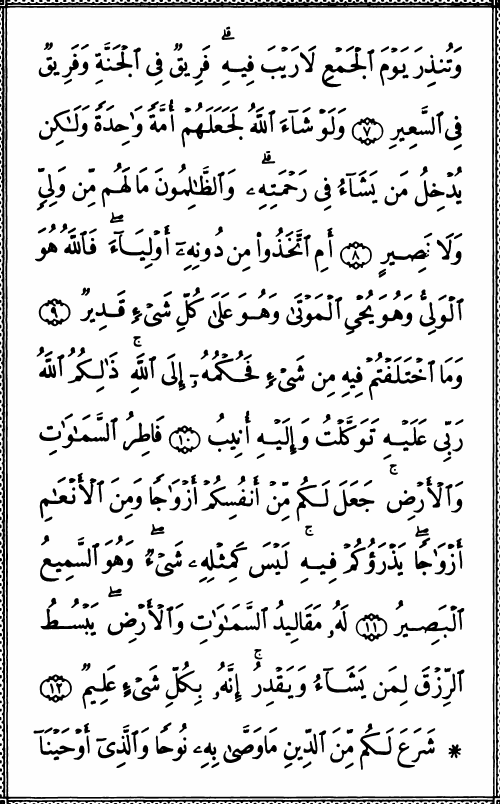 وَتُنذِرَ يَوْمَ ٱلْجَمْعِ لَا رَيْبَ فِيهِ ۚ فَرِيقٌ فِى ٱلْجَنَّةِ وَفَرِيقٌ
فِى ٱلسَّعِيرِ ٧ وَلَوْ شَآءَ ٱللَّهُ لَجَعَلَهُمْ أُمَّةً وَٰحِدَةً وَلَٰكِن
يُدْخِلُ مَن يَشَآءُ فِى رَحْمَتِهِۦ ۚ وَٱلظَّٰلِمُونَ مَا لَهُم مِّن وَلِىٍّ
وَلَا نَصِيرٍ ٨ أَمِ ٱتَّخَذُوا۟ مِن دُونِهِۦٓ أَوْلِيَآءَ ۖ فَٱللَّهُ هُوَ
ٱلْوَلِىُّ وَهُوَ يُحْىِ ٱلْمَوْتَىٰ وَهُوَ عَلَىٰ كُلِّ شَىْءٍ قَدِيرٌ ٩
وَمَا ٱخْتَلَفْتُمْ فِيهِ مِن شَىْءٍ فَحُكْمُهُۥٓ إِلَى ٱللَّهِ ۚ ذَٰلِكُمُ ٱللَّهُ
رَبِّى عَلَيْهِ تَوَكَّلْتُ وَإِلَيْهِ أُنِيبُ ١٠ فَاطِرُ ٱلسَّمَٰوَٰتِ
وَٱلْأَرْضِ ۚ جَعَلَ لَكُم مِّنْ أَنفُسِكُمْ أَزْوَٰجًا وَمِنَ ٱلْأَنْعَٰمِ
أَزْوَٰجًا ۖ يَذْرَؤُكُمْ فِيهِ ۚ لَيْسَ كَمِثْلِهِۦ شَىْءٌ ۖ وَهُوَ ٱلسَّمِيعُ
ٱلْبَصِيرُ ١١ لَهُۥ مَقَالِيدُ ٱلسَّمَٰوَٰتِ وَٱلْأَرْضِ ۖ يَبْسُطُ
ٱلرِّزْقَ لِمَن يَشَآءُ وَيَقْدِرُ ۚ إِنَّهُۥ بِكُلِّ شَىْءٍ عَلِيمٌ ١٢
* شَرَعَ لَكُم مِّنَ ٱلدِّينِ مَا وَصَّىٰ بِهِۦ نُوحًا وَٱلَّذِىٓ أَوْحَيْنَآ